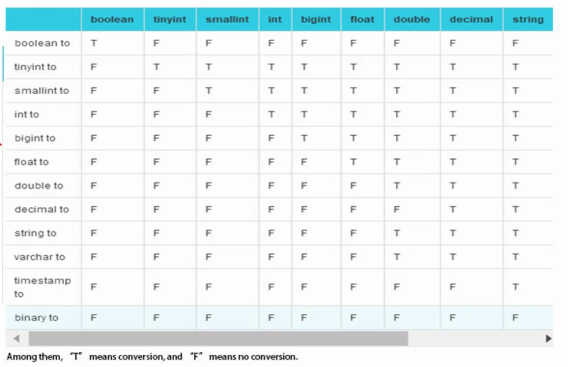 boolean tinyint smallint int bigint float double decimal string
boolean to T F F F F F F F F
tinyint to F T T T T T T T T
smallint to F F T T T T T T T
int to F F F T T T T T T
bigint to F F F F T T T T T
float to F F F F F T T T T
double to F F F F F F T T T
decimal to F F F F F F F T T
string to F F F F F F T T T
varchar to F F F F F F T T T
timestamp
to F F F F F F F F T
binary to F F F F F F F F F
Among them, “T” means conversion, and “F” means no conversion.